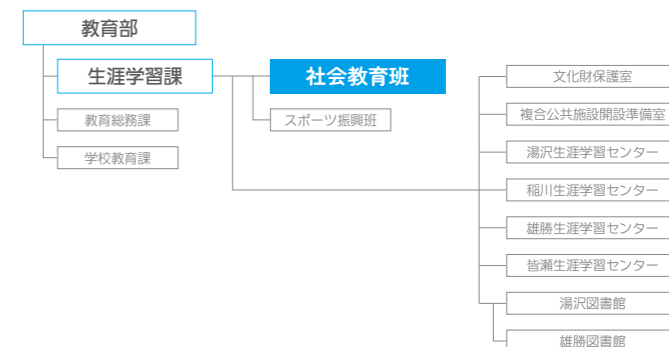 教育部
生涯学習課
社会教育班
教育総務課
スポーツ振興班
学校教育課
文化財保護室
複合公共施設開設準備室
湯沢生涯学習センター
稲川生涯学習センター
雄勝生涯学習センター
皆瀬生涯学習センター
湯沢図書館
雄勝図書館